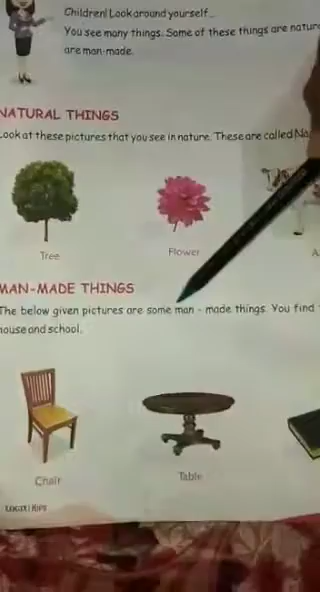 Children! Look around yourself...
You see many things. Some of these things are
are man-made.
NATURAL THINGS
Look at these pictures that you see in nature. These are called
Tree
Flower
MAN-MADE THINGS
The below given pictures are some man - made things. You find
house and school.
Chair
Table